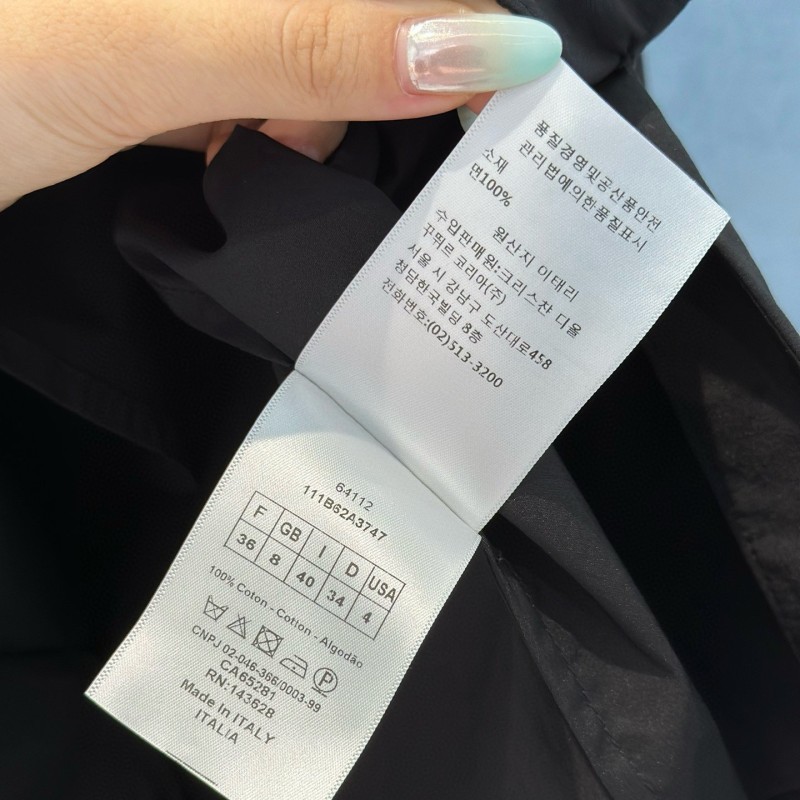 품질경영및공산품안전
관리법에의한품질표시
소재
면100%
원산지 이태리
수입판매원:크리스챤 디올
꾸뛰르 코리아(주)
서울 시 강남구 도산대로458
청담한국빌딩 8층
전화번호:(02)513-3200
64112
111B62A3747
F GB I D USA
36 8 40 34 4
100% Coton - Cotton - Algodão
P
CNPJ 02-046-366/0003-99
CA65281
RN:143628
Made In ITALY
ITALIA